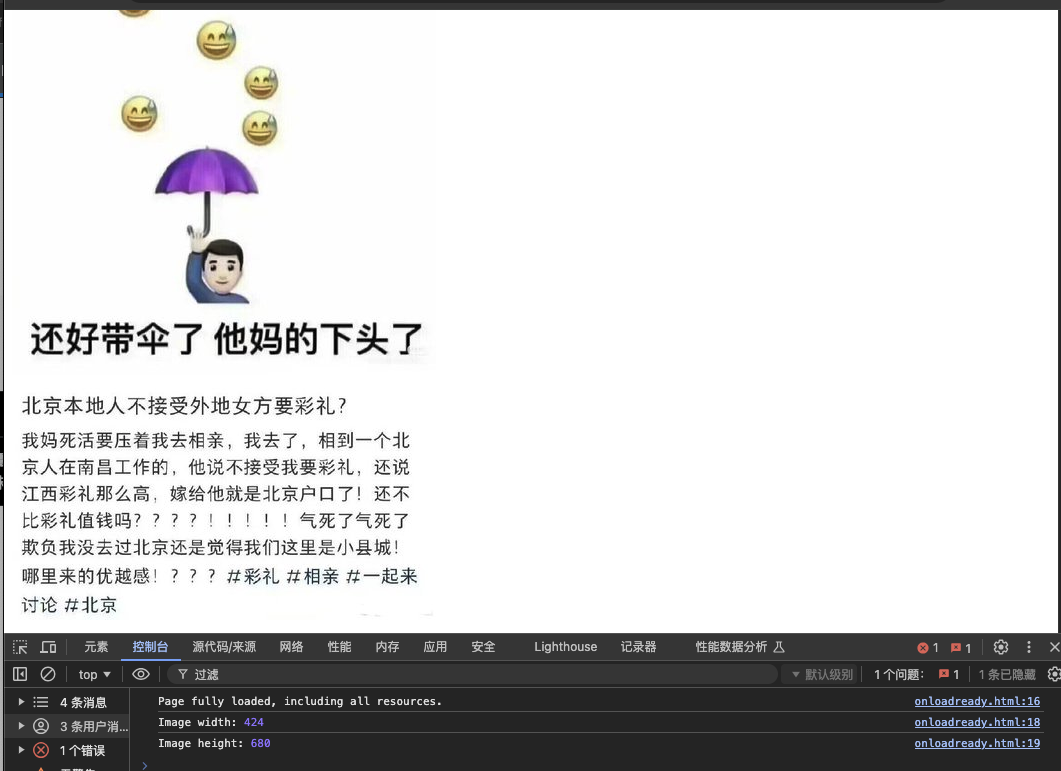 还好带伞了 他妈的下头了
北京本地人不接受外地女方要彩礼?
我妈死活要压着我去相亲，我去了，相到一个北
京人在南昌工作的，他说不接受我要彩礼，还说
江西彩礼那么高，嫁给他就是北京户口了！还不
比彩礼值钱吗？？？？！！！！！气死了气死了
欺负我没去过北京还是觉得我们这里是小县城！
哪里来的优越感！？？？ #彩礼 #相亲 #一起来
讨论 #北京
元素 控制台 源代码/来源 网络 性能 内存 应用 安全 Lighthouse 记录器 性能数据分析 1 1
top 过滤 默认级别 1 个问题： 1 1 条已隐藏
4 条消息
3 条用户消...
1 个错误
Page fully loaded, including all resources. onloadready.html:16
Image width: 424 onloadready.html:18
Image height: 680 onloadready.html:19